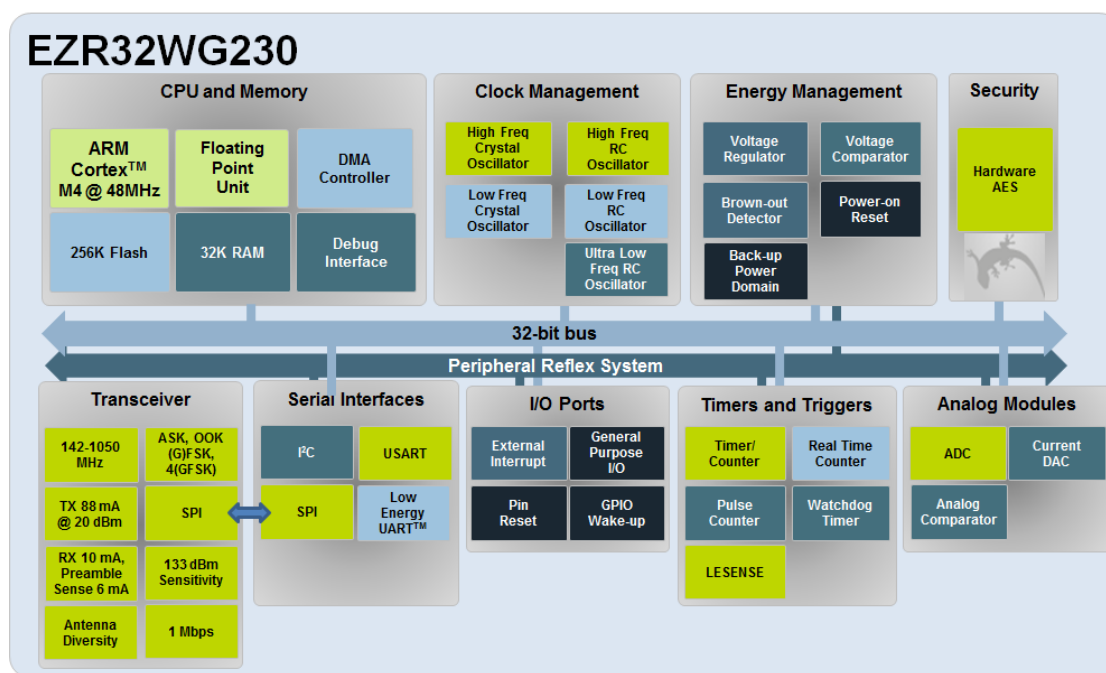 EZR32WG230
CPU and Memory
ARM
Cortex™
M4 @ 48MHz
Floating
Point
Unit
DMA
Controller
256K Flash
32K RAM
Debug
Interface
Clock Management
High Freq
Crystal
Oscillator
High Freq
RC
Oscillator
Low Freq
Crystal
Oscillator
Low Freq
RC
Oscillator
Ultra Low
Freq RC
Oscillator
Energy Management
Voltage
Regulator
Voltage
Comparator
Brown-out
Detector
Power-on
Reset
Back-up
Power
Domain
Security
Hardware
AES
32-bit bus
Peripheral Reflex System
Transceiver
142-1050
MHz
ASK, OOK
(G)FSK,
4(GFSK)
TX 88 mA
@ 20 dBm
SPI
RX 10 mA,
Preamble
Sense 6 mA
133 dBm
Sensitivity
Antenna
Diversity
1 Mbps
Serial Interfaces
I²C
USART
SPI
Low
Energy
UART™
I/O Ports
External
Interrupt
General
Purpose
I/O
Pin
Reset
GPIO
Wake-up
Timers and Triggers
Timer/
Counter
Real Time
Counter
Pulse
Counter
Watchdog
Timer
LESENSE
Analog Modules
ADC
Current
DAC
Analog
Comparator